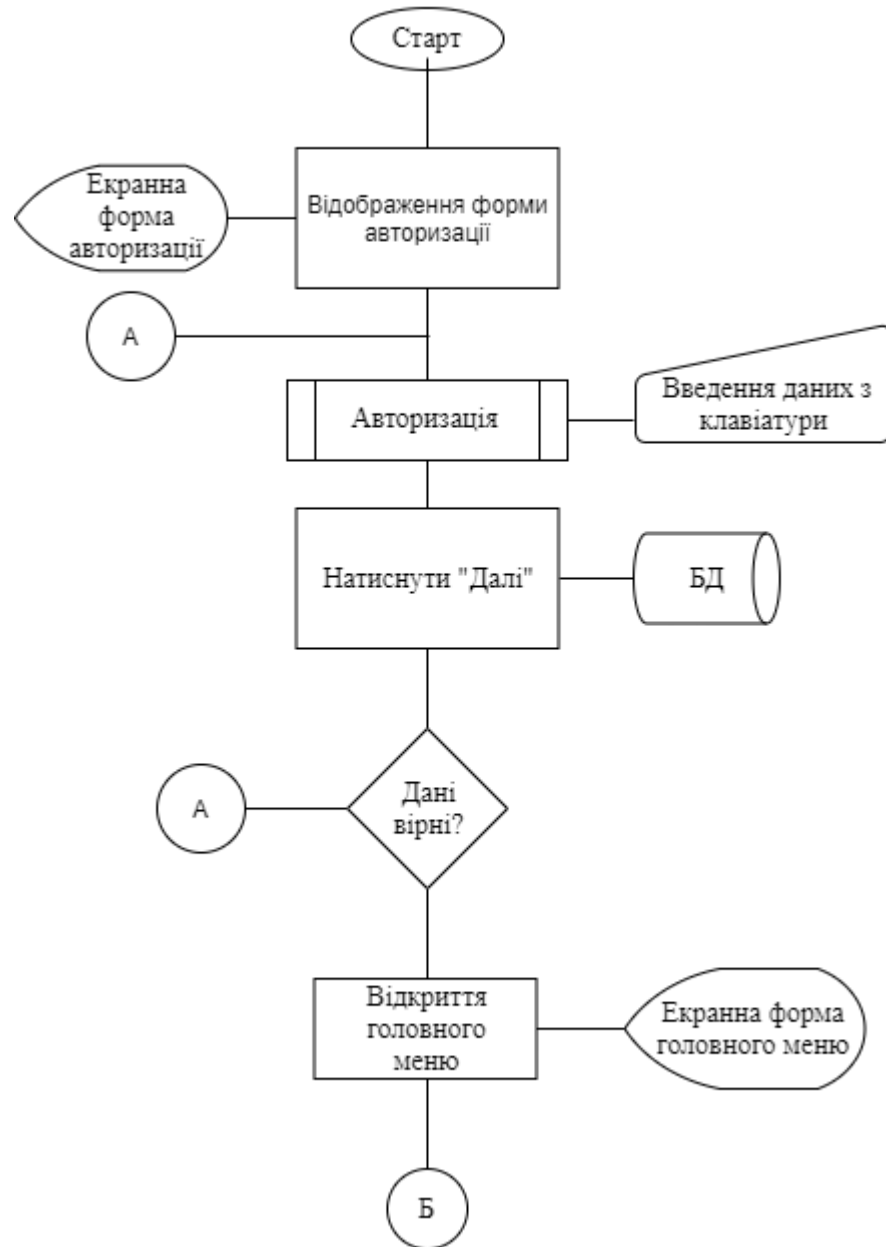 Старт
Екранна
форма
авторизації
Відображення форми
авторизації
А
Авторизація
Введення даних з
клавіатури
Натиснути "Далі"
БД
А
Дані
вірні?
Відкриття
головного
меню
Екранна форма
головного меню
Б